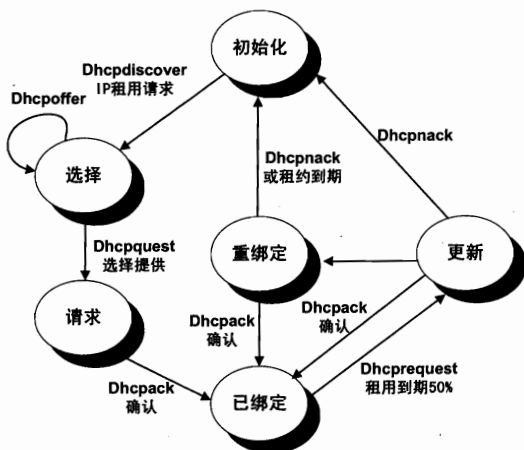 初始化
Dhcpdiscover
IP租用请求
Dhcpoffer
Dhcpnack
选择
Dhcpnack
或租约到期
Dhcpquest
选择提供
重绑定
更新
请求
Dhcpack
确认
Dhcpack
确认
Dhcpack
确认
Dhcprequest
租用到期50%
已绑定